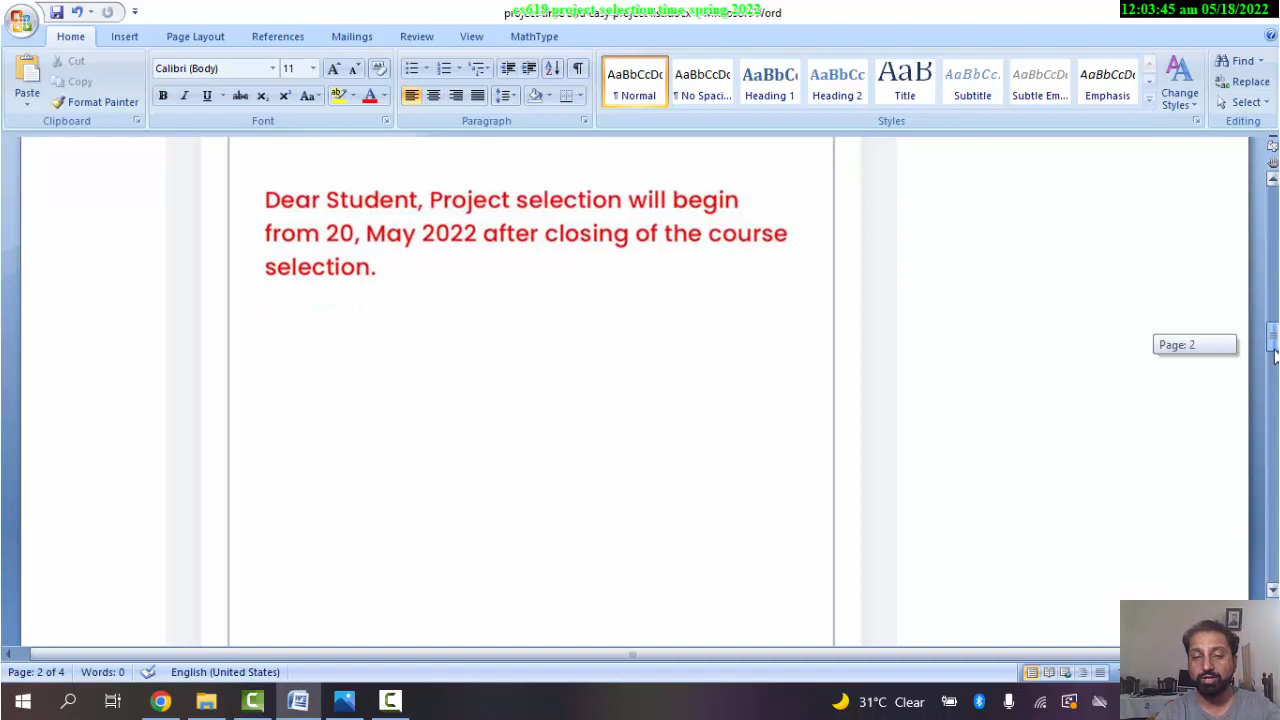 cs619 project selection time spring 2022
12:03:45 am 05/18/2022
Home Insert Page Layout References Mailings Review View MathType
Paste
Cut
Copy
Format Painter
Clipboard
Calibri (Body) 11
Font
Paragraph
AaBbCcDc AaBbCcDc AaBbC AaBbCc AaB AaBbCc. AaBbCcDc AaBbCcDc
¶ Normal ¶ No Spaci... Heading 1 Heading 2 Title Subtitle Subtle Em... Emphasis
Change
Styles
Styles
Find
Replace
Select
Editing
Dear Student, Project selection will begin
from 20, May 2022 after closing of the course
selection.
Page: 2
Page: 2 of 4 Words: 0 English (United States)
31°C Clear